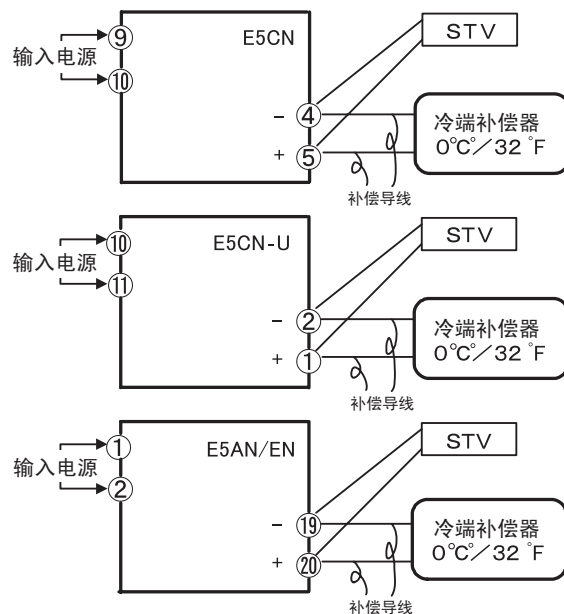 ⑨
E5CN
STV
输入电源
⑩
- ④
冷端补偿器
0℃°/32 °F
+ ⑤
补偿导线
⑩
E5CN-U
STV
输入电源
⑪
- ②
冷端补偿器
0℃°/32 °F
+ ①
补偿导线
①
E5AN/EN
STV
输入电源
②
- ⑲
冷端补偿器
0℃°/32 °F
+ ⑳
补偿导线